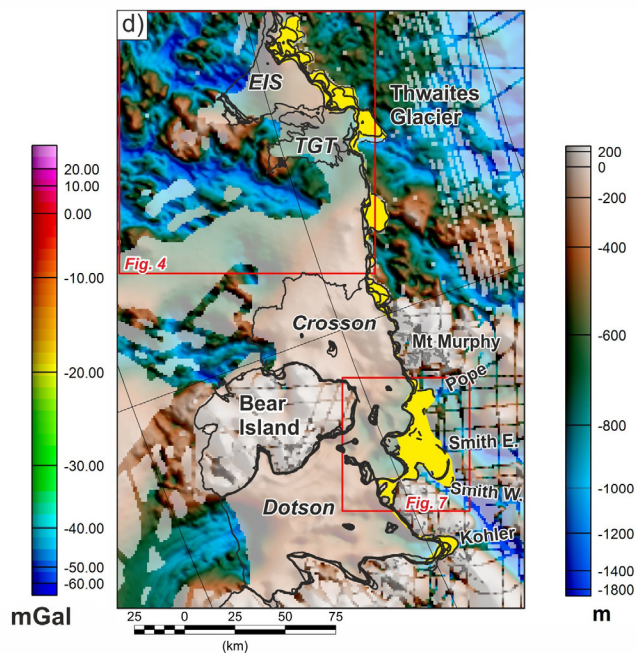 d)
EIS
Thwaites
Glacier
TGT
Fig. 4
Crosson
Mt Murphy
Pope
Bear
Island
Smith E.
Smith W.
Fig. 7
Dotson
Kohler
20.00
10.00
0.00
-10.00
-20.00
-30.00
-40.00
-50.00
-60.00
mGal
200
0
-200
-400
-600
-800
-1000
-1200
-1400
-1800
m
25 0 25 50 75
(km)